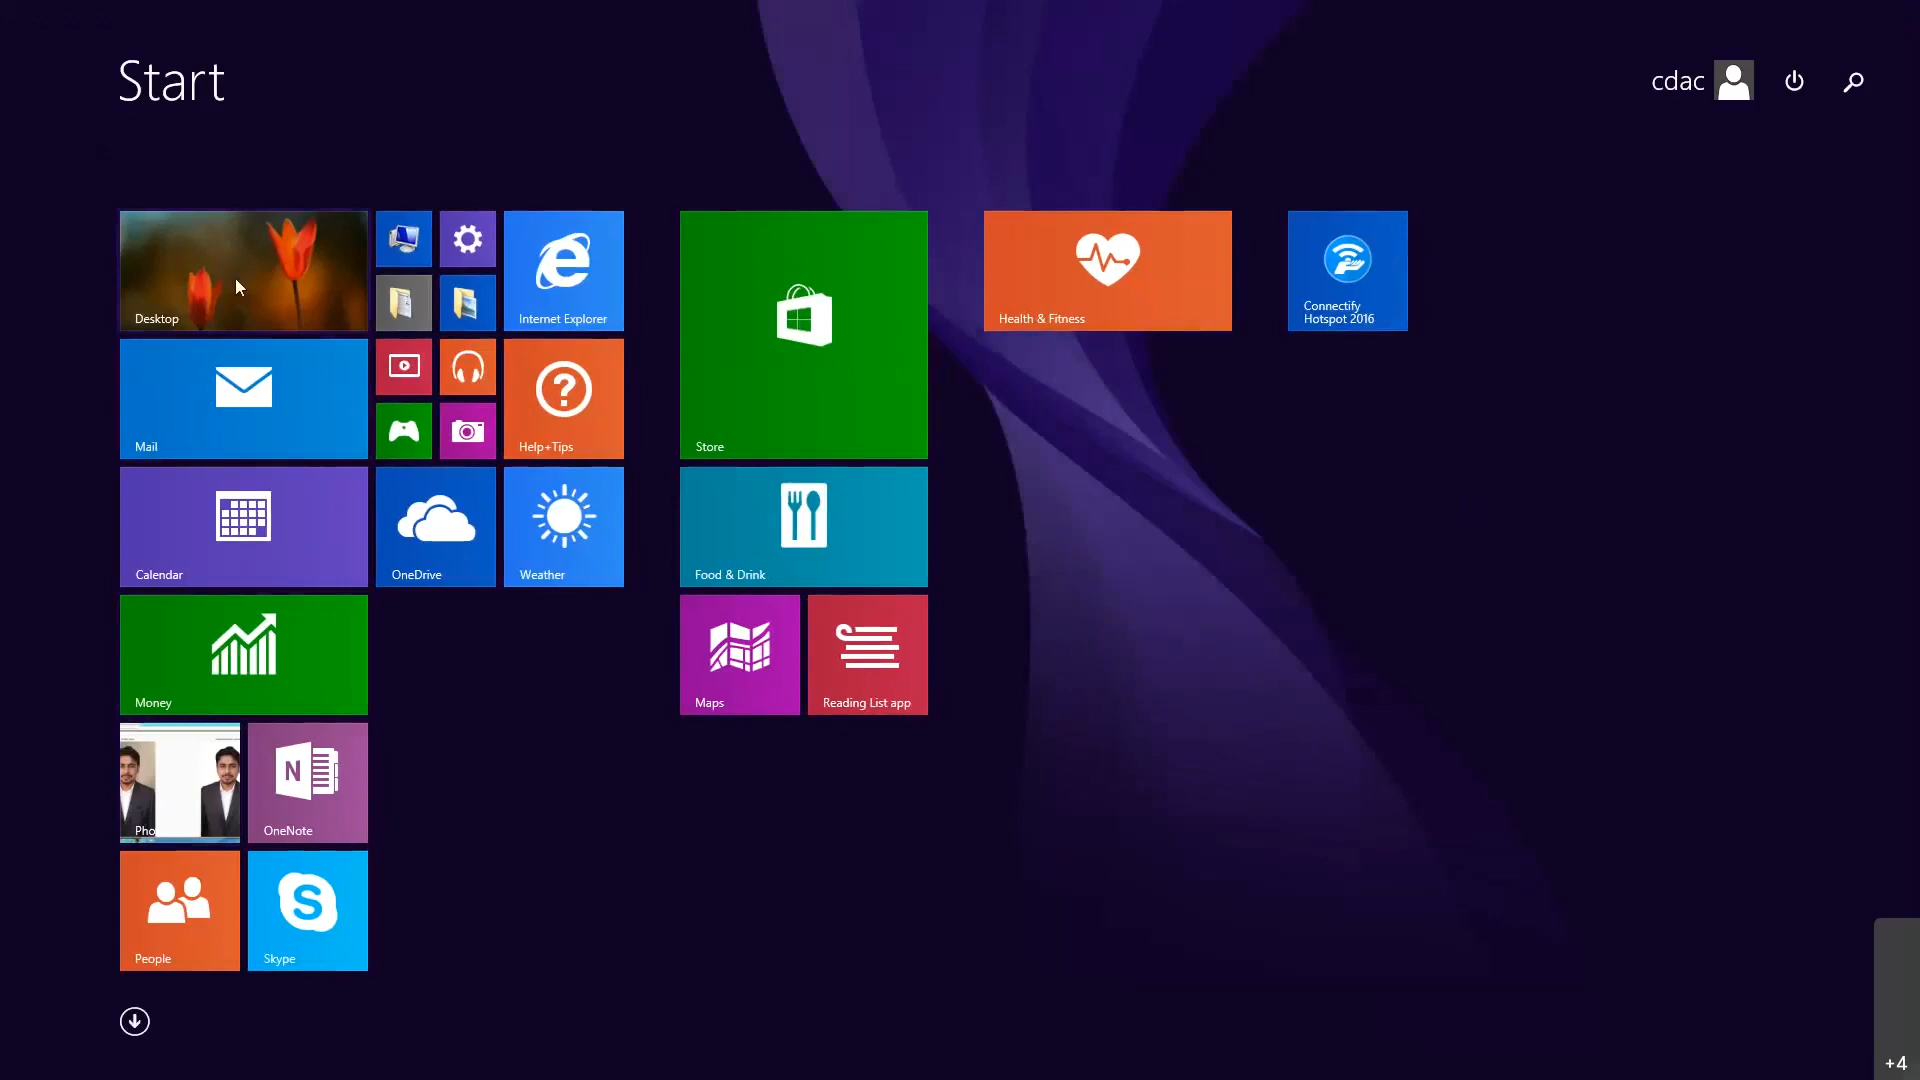 Start
cdac
Desktop
Internet Explorer
Store
Health & Fitness
Connectify
Hotspot 2016
Mail
Help+Tips
Calendar
OneDrive
Weather
Food & Drink
Money
Maps
Reading List app
Pho
N
OneNote
S
People
Skype
+4